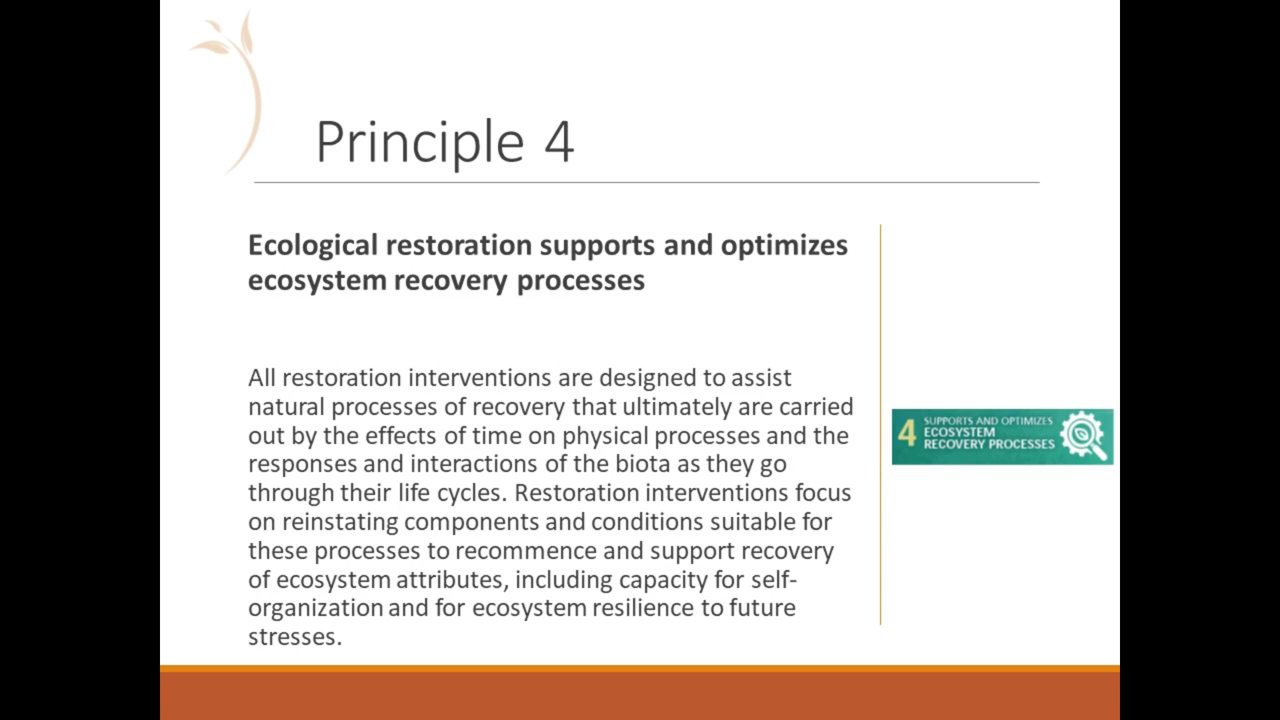 Principle 4
Ecological restoration supports and optimizes
ecosystem recovery processes
All restoration interventions are designed to assist
natural processes of recovery that ultimately are carried
out by the effects of time on physical processes and the
responses and interactions of the biota as they go
through their life cycles. Restoration interventions focus
on reinstating components and conditions suitable for
these processes to recommence and support recovery
of ecosystem attributes, including capacity for self-
organization and for ecosystem resilience to future
stresses.
4
SUPPORTS AND OPTIMIZES
ECOSYSTEM
RECOVERY PROCESSES